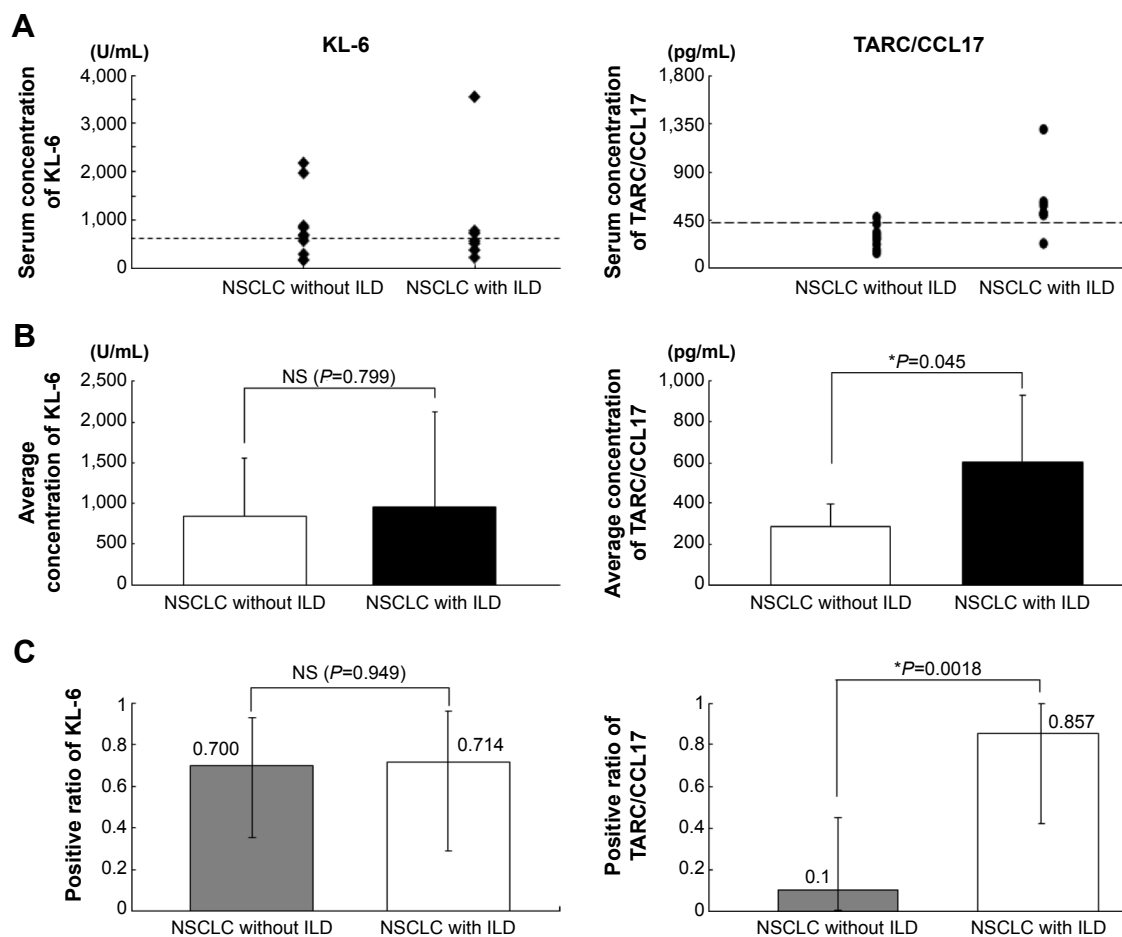 A
KL-6
(U/mL)
Serum concentration
of KL-6
4,000
3,000
2,000
1,000
0
NSCLC without ILD
NSCLC with ILD
TARC/CCL17
(pg/mL)
Serum concentration
of TARC/CCL17
1,800
1,350
900
450
0
NSCLC without ILD
NSCLC with ILD
B
(U/mL)
Average
concentration of KL-6
2,500
2,000
1,500
1,000
500
0
NS (P=0.799)
NSCLC without ILD
NSCLC with ILD
(pg/mL)
Average concentration
of TARC/CCL17
1,000
800
600
400
200
0
*P=0.045
NSCLC without ILD
NSCLC with ILD
C
Positive ratio of KL-6
1
0.8
0.6
0.4
0.2
0
NS (P=0.949)
0.700
0.714
NSCLC without ILD
NSCLC with ILD
Positive ratio of
TARC/CCL17
1
0.8
0.6
0.4
0.2
0
*P=0.0018
0.1
0.857
NSCLC without ILD
NSCLC with ILD